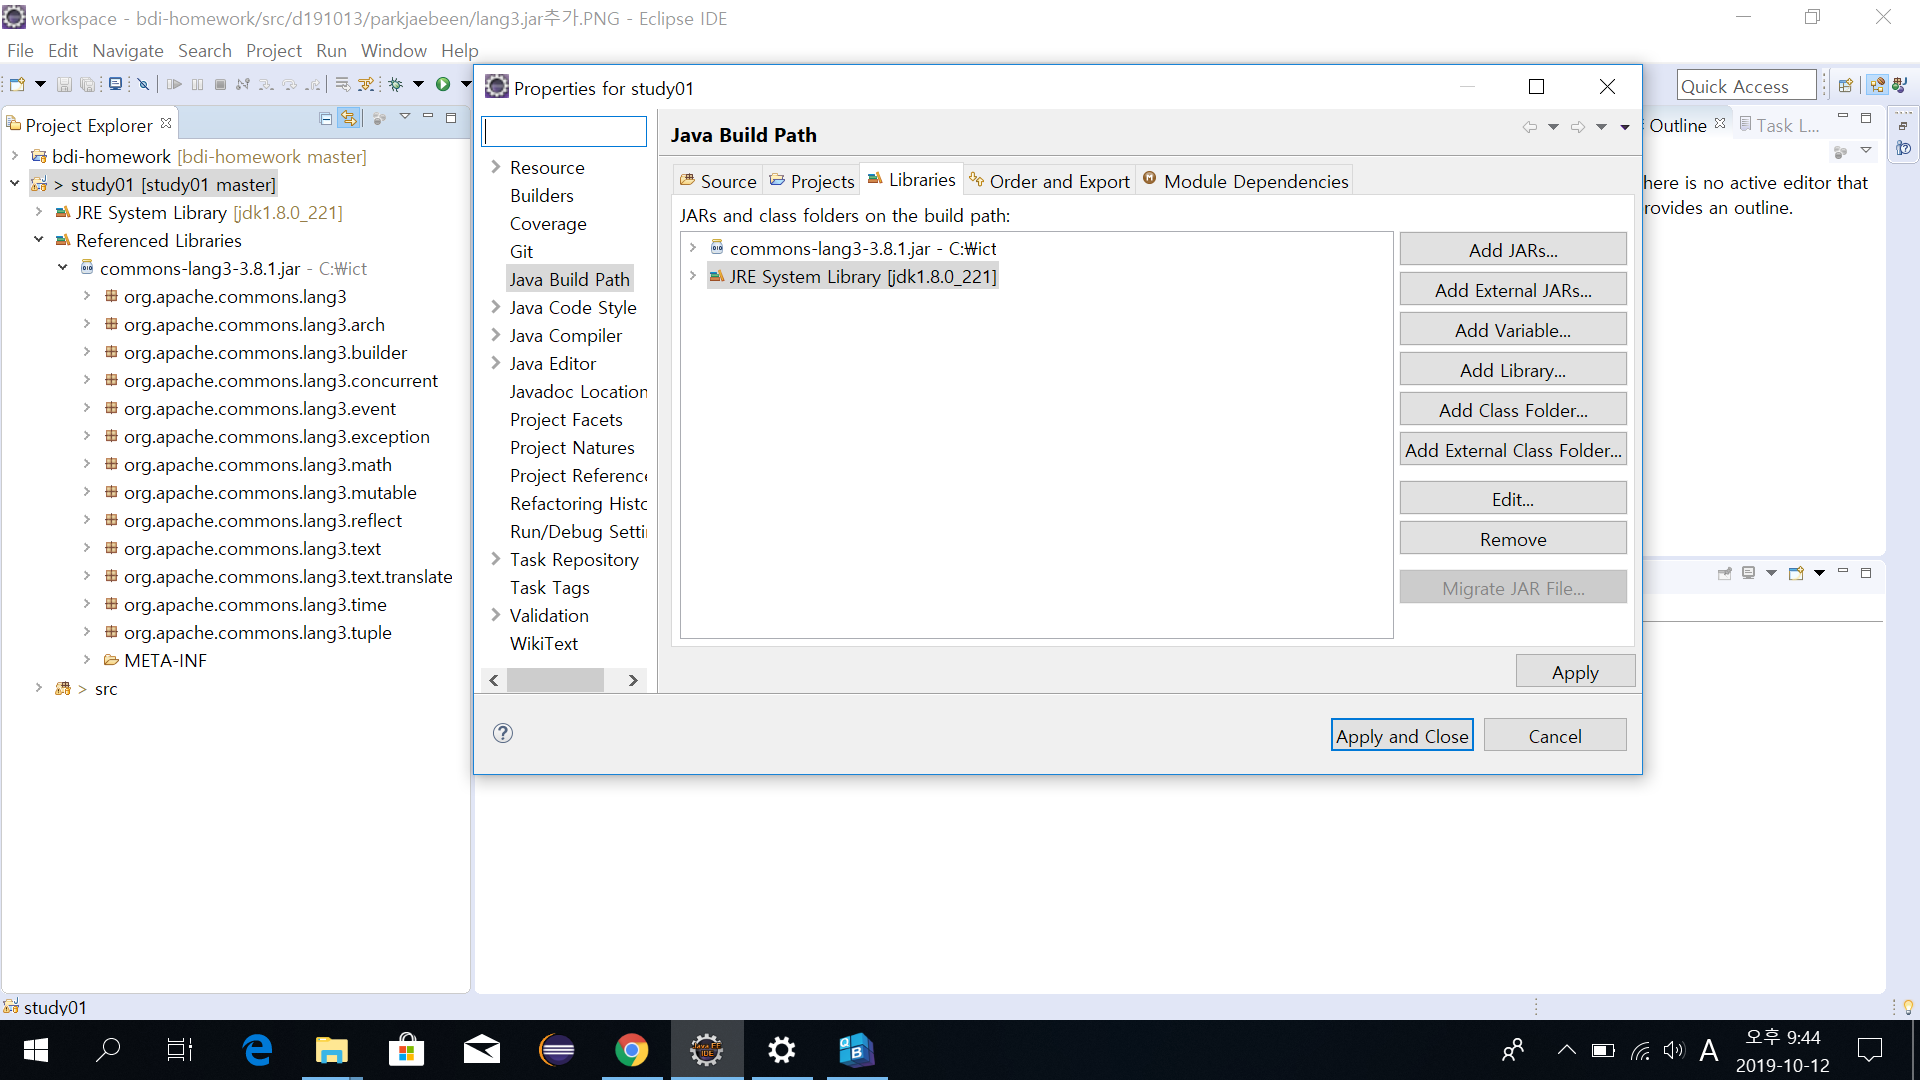 workspace - bdi-homework/src/d191013/parkjaebeen/lang3.jar추가.PNG - Eclipse IDE
File Edit Navigate Search Project Run Window Help
Quick Access
Project Explorer
bdi-homework [bdi-homework master]
> study01 [study01 master]
JRE System Library [jdk1.8.0_221]
Referenced Libraries
commons-lang3-3.8.1.jar - C:₩ict
org.apache.commons.lang3
org.apache.commons.lang3.arch
org.apache.commons.lang3.builder
org.apache.commons.lang3.concurrent
org.apache.commons.lang3.event
org.apache.commons.lang3.exception
org.apache.commons.lang3.math
org.apache.commons.lang3.mutable
org.apache.commons.lang3.reflect
org.apache.commons.lang3.text
org.apache.commons.lang3.text.translate
org.apache.commons.lang3.time
org.apache.commons.lang3.tuple
META-INF
> src
Properties for study01
Resource
Builders
Coverage
Git
Java Build Path
Java Code Style
Java Compiler
Java Editor
Javadoc Location
Project Facets
Project Natures
Project Reference
Refactoring Histo
Run/Debug Setti
Task Repository
Task Tags
Validation
WikiText
Java Build Path
Source Projects Libraries Order and Export Module Dependencies
JARs and class folders on the build path:
commons-lang3-3.8.1.jar - C:₩ict
JRE System Library [jdk1.8.0_221]
Add JARs...
Add External JARs...
Add Variable...
Add Library...
Add Class Folder...
Add External Class Folder...
Edit...
Remove
Migrate JAR File...
Apply
Apply and Close Cancel
Outline Task L...
here is no active editor that
rovides an outline.
study01
Java EE
IDE
A
오후 9:44
2019-10-12